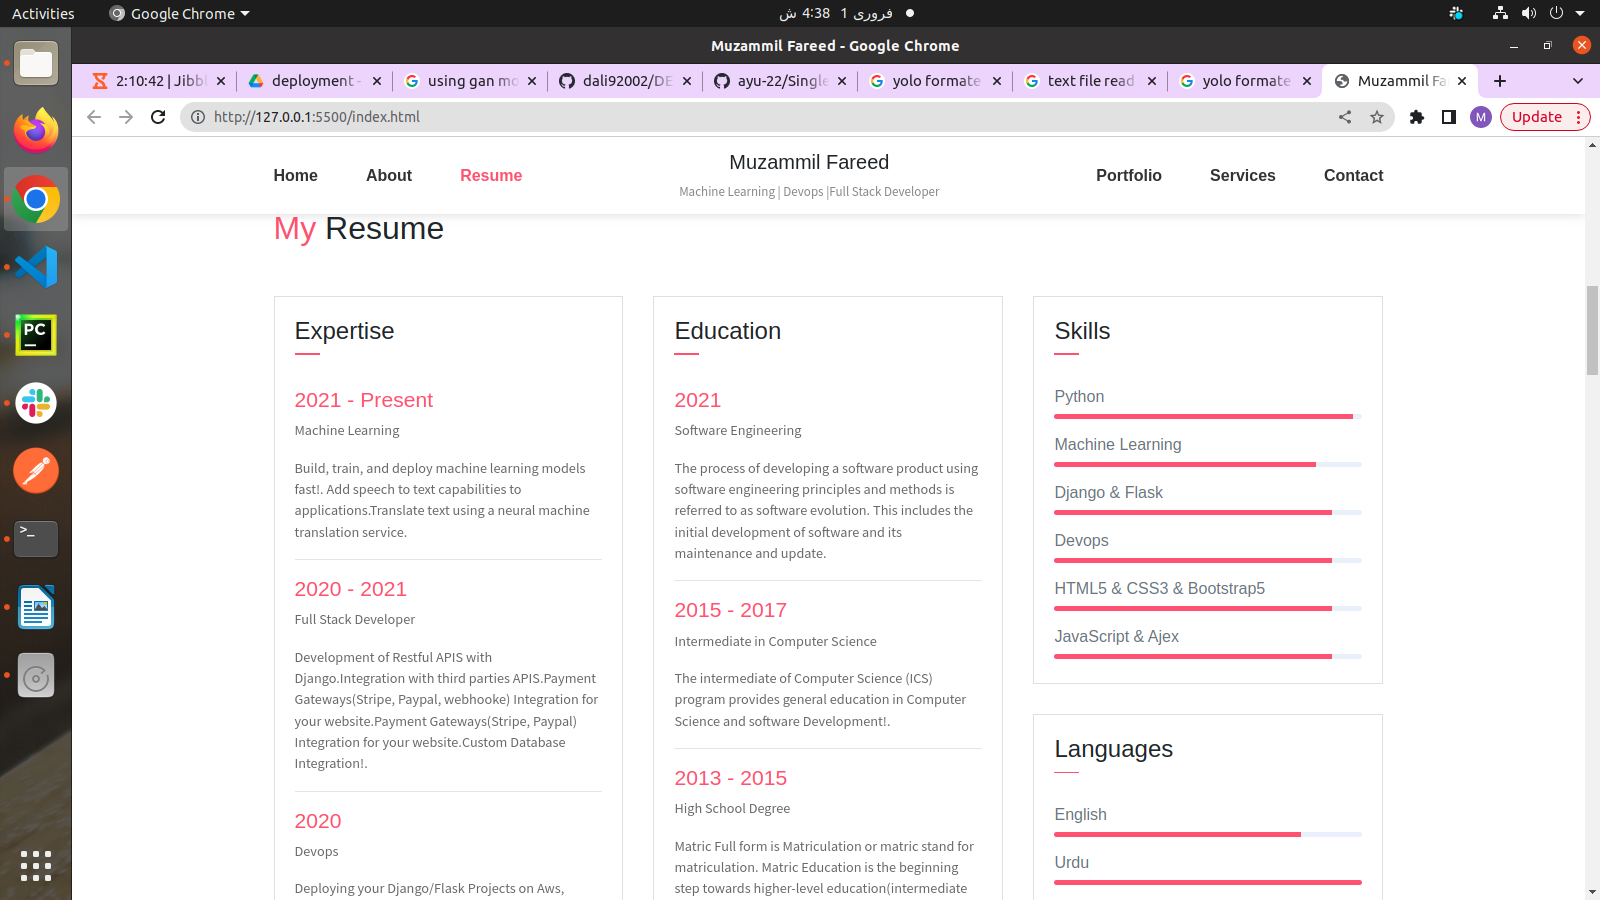 Activities
Google Chrome
فروری 1  4:38 ش
Muzammil Fareed - Google Chrome
2:10:42 | Jibb
deployment -
using gan mo
dali92002/DE
ayu-22/Single
yolo formate
text file read
yolo formate
Muzammil Fa
http://127.0.0.1:5500/index.html
M
Update
Home
About
Resume
Muzammil Fareed
Machine Learning | Devops |Full Stack Developer
Portfolio
Services
Contact
My Resume
Expertise
2021 - Present
Machine Learning
Build, train, and deploy machine learning models
fast!. Add speech to text capabilities to
applications.Translate text using a neural machine
translation service.
2020 - 2021
Full Stack Developer
Development of Restful APIS with
Django.Integration with third parties APIS.Payment
Gateways(Stripe, Paypal, webhooke) Integration for
your website.Payment Gateways(Stripe, Paypal)
Integration for your website.Custom Database
Integration!.
2020
Devops
Deploying your Django/Flask Projects on Aws,
Education
2021
Software Engineering
The process of developing a software product using
software engineering principles and methods is
referred to as software evolution. This includes the
initial development of software and its
maintenance and update.
2015 - 2017
Intermediate in Computer Science
The intermediate of Computer Science (ICS)
program provides general education in Computer
Science and software Development!.
2013 - 2015
High School Degree
Matric Full form is Matriculation or matric stand for
matriculation. Matric Education is the beginning
step towards higher-level education(intermediate
Skills
Python
Machine Learning
Django & Flask
Devops
HTML5 & CSS3 & Bootstrap5
JavaScript & Ajex
Languages
English
Urdu
PC
>_